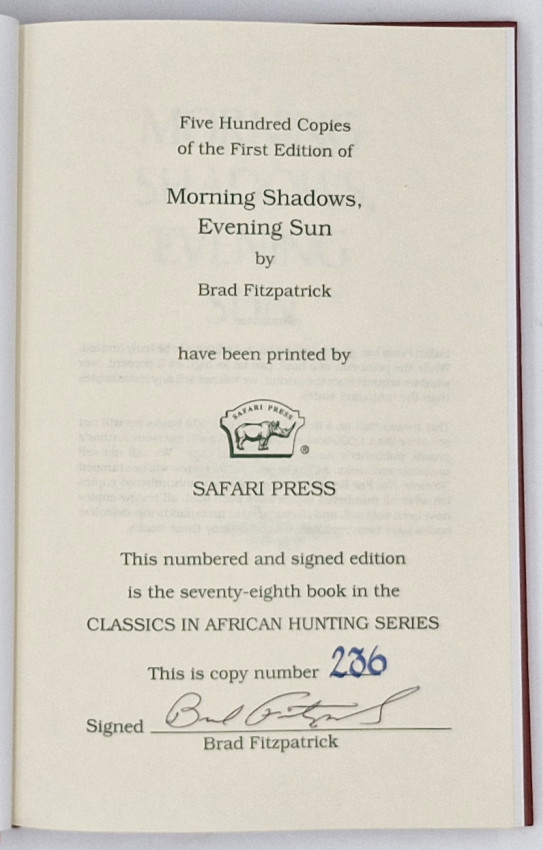 Five Hundred Copies
of the First Edition of
Morning Shadows,
Evening Sun
by
Brad Fitzpatrick
have been printed by
SAFARI PRESS
®
SAFARI PRESS
This numbered and signed edition
is the seventy-eighth book in the
CLASSICS IN AFRICAN HUNTING SERIES
This is copy number 236
Signed Brad Fitzpatrick
Brad Fitzpatrick